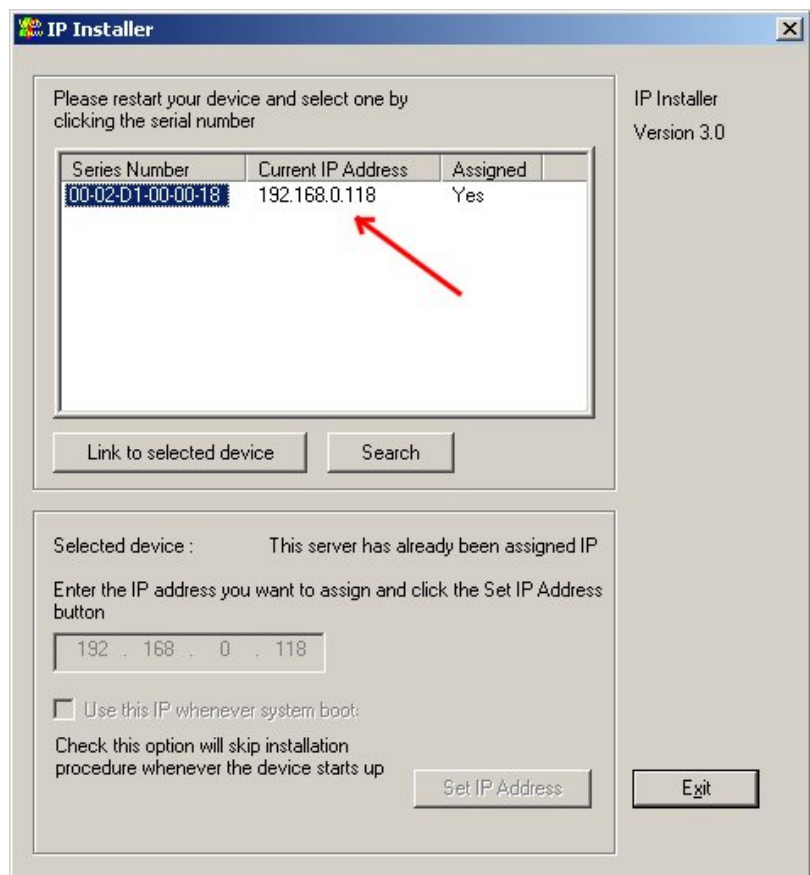 IP Installer
Please restart your device and select one by
clicking the serial number
IP Installer
Version 3.0
Series Number Current IP Address Assigned
00-02-D1-00-00-18 192.168.0.118 Yes
Link to selected device Search
Selected device : This server has already been assigned IP
Enter the IP address you want to assign and click the Set IP Address
button
192 . 168 . 0 . 118
Use this IP whenever system boot
Check this option will skip installation
procedure whenever the device starts up
Set IP Address Exit